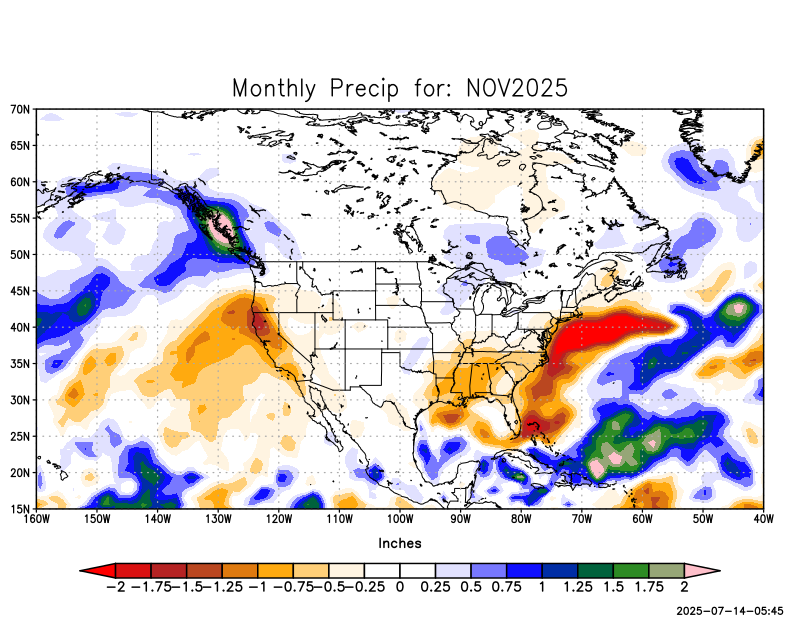 Monthly Precip for: NOV2025
70N
65N
60N
55N
50N
45N
40N
35N
30N
25N
20N
15N
160W 150W 140W 130W 120W 110W 100W 90W 80W 70W 60W 50W 40W
Inches
-2 -1.75 -1.5 -1.25 -1 -0.75 -0.5 -0.25 0 0.25 0.5 0.75 1 1.25 1.5 1.75 2
2025-07-14-05:45